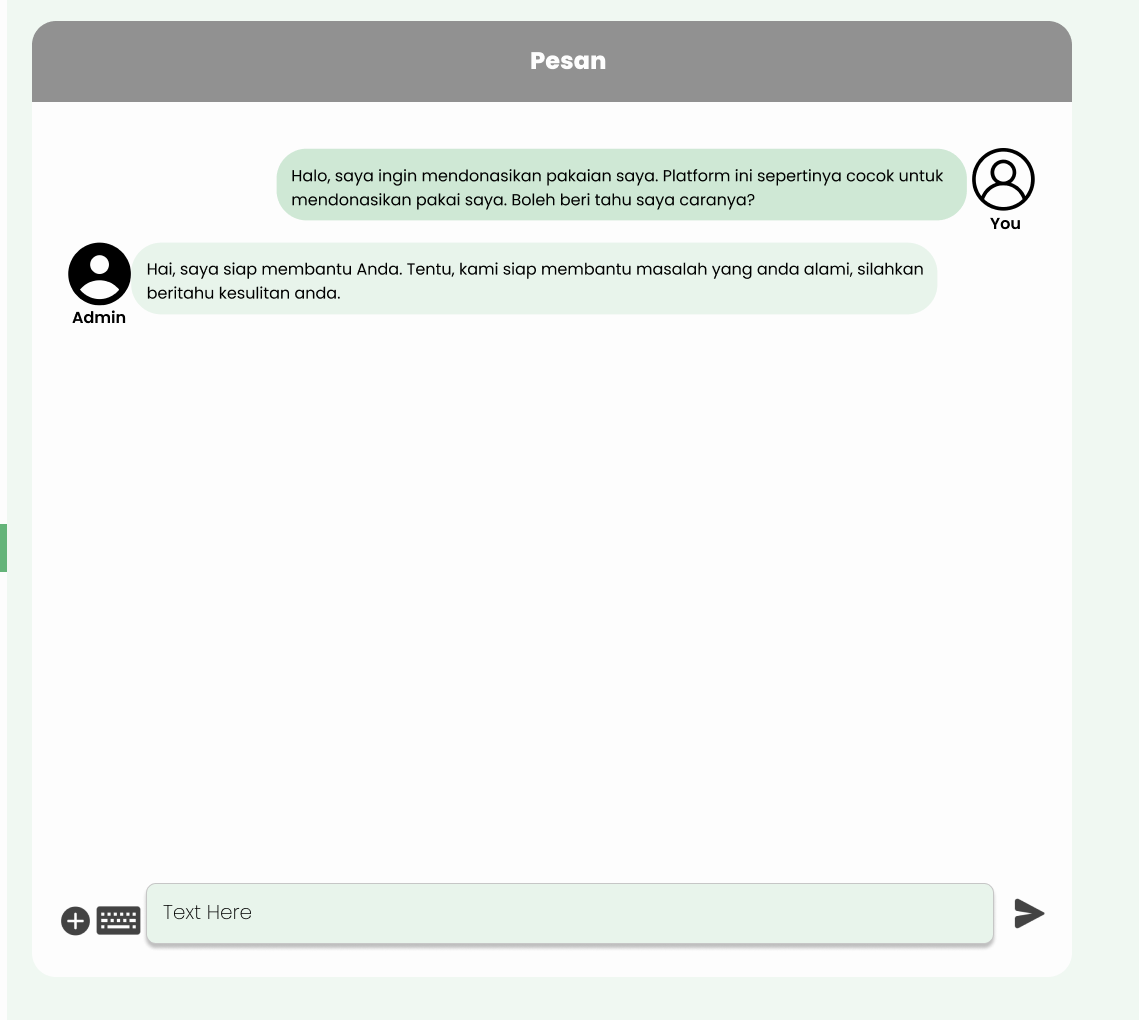 Pesan
Halo, saya ingin mendonasikan pakaian saya. Platform ini sepertinya cocok untuk
mendonasikan pakai saya. Boleh beri tahu saya caranya?
You
Hai, saya siap membantu Anda. Tentu, kami siap membantu masalah yang anda alami, silahkan
beritahu kesulitan anda.
Admin
Text Here